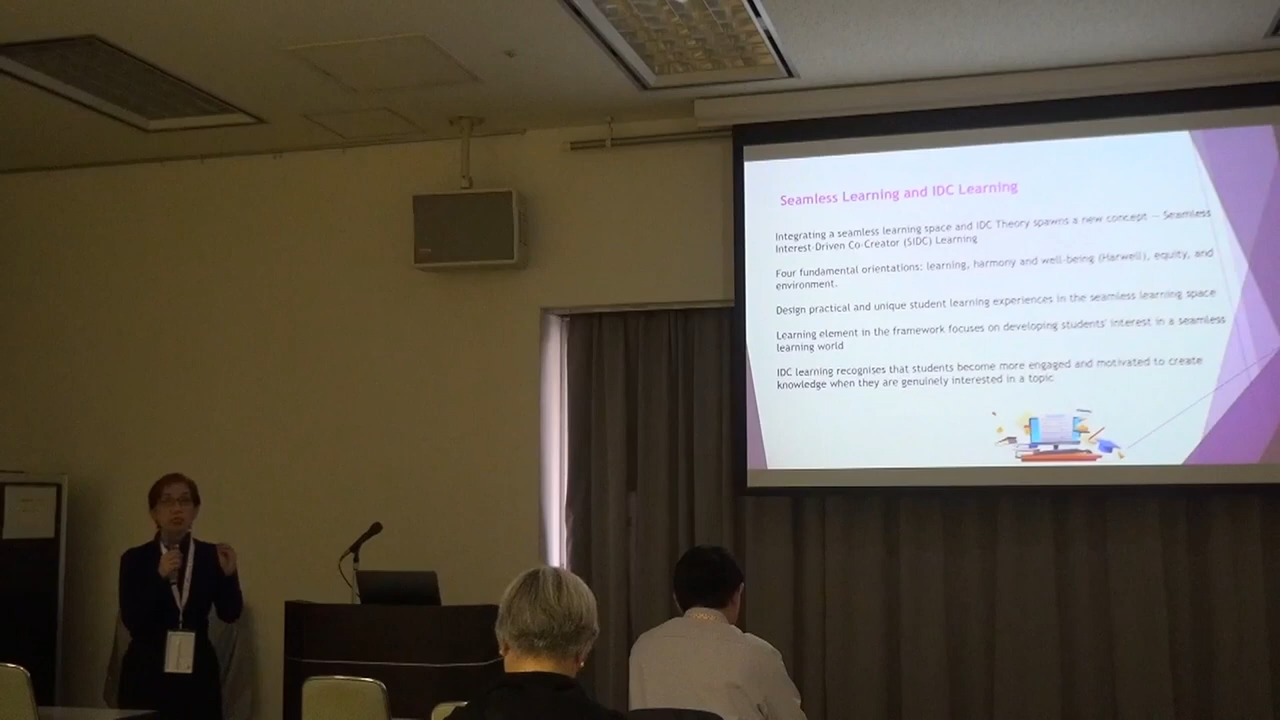 Seamless Learning and IDC Learning
Integrating a seamless learning space and IDC Theory spawns a new concept — Seamless
Interest-Driven Co-Creator (SIDC) Learning
Four fundamental orientations: learning, harmony and well-being (Harwell), equity, and
environment.
Design practical and unique student learning experiences in the seamless learning space
Learning element in the framework focuses on developing students' interest in a seamless
learning world
IDC learning recognises that students become more engaged and motivated to create
knowledge when they are genuinely interested in a topic